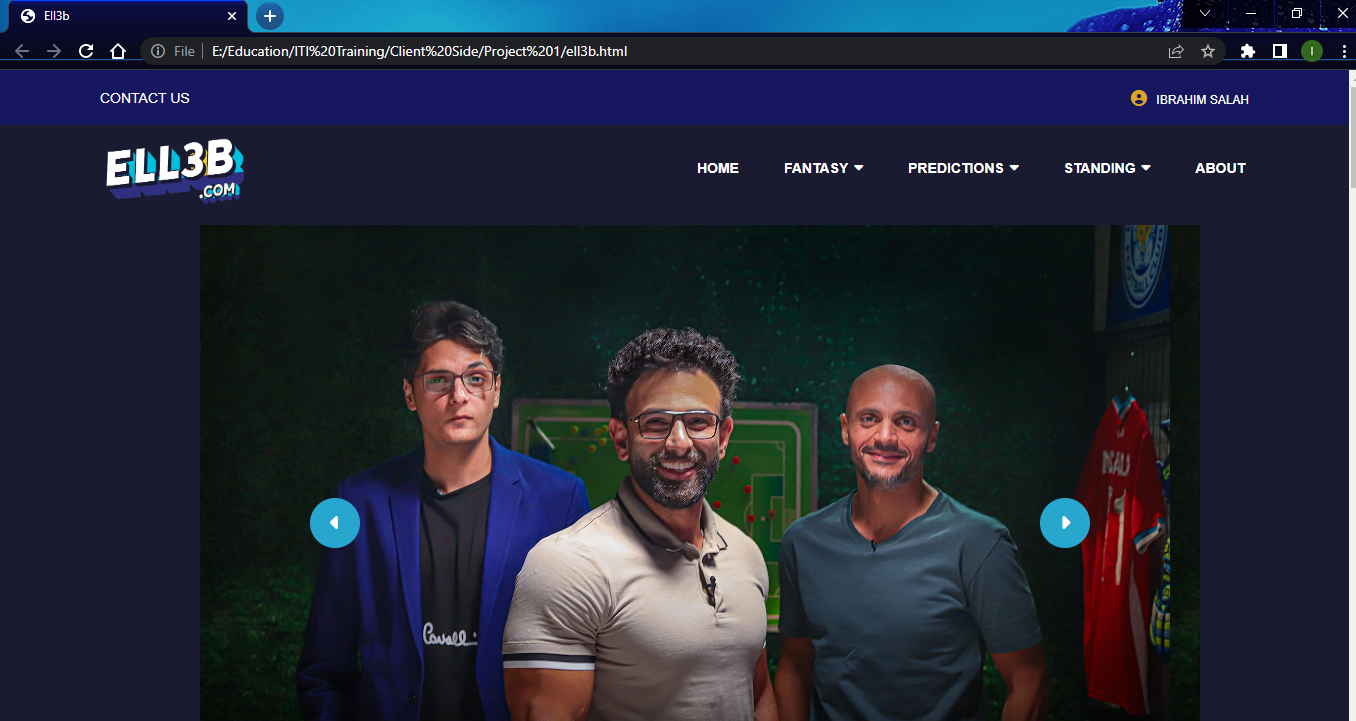 Ell3b
File
E:/Education/ITI%20Training/Client%20Side/Project%201/ell3b.html
I
CONTACT US
IBRAHIM SALAH
ELL3B
.COM
HOME
FANTASY
PREDICTIONS
STANDING
ABOUT
Cavalli